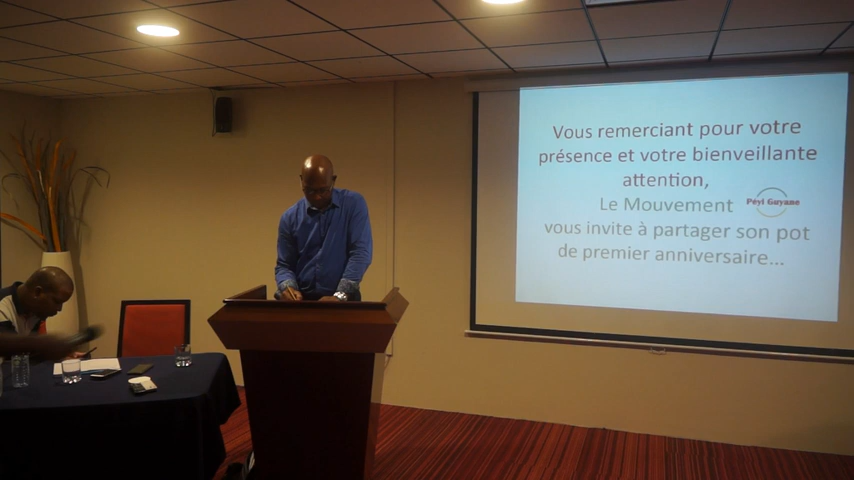 Vous remerciant pour votre
présence et votre bienveillante
attention,
Le Mouvement Péyi Guyane
vous invite à partager son pot
de premier anniversaire...